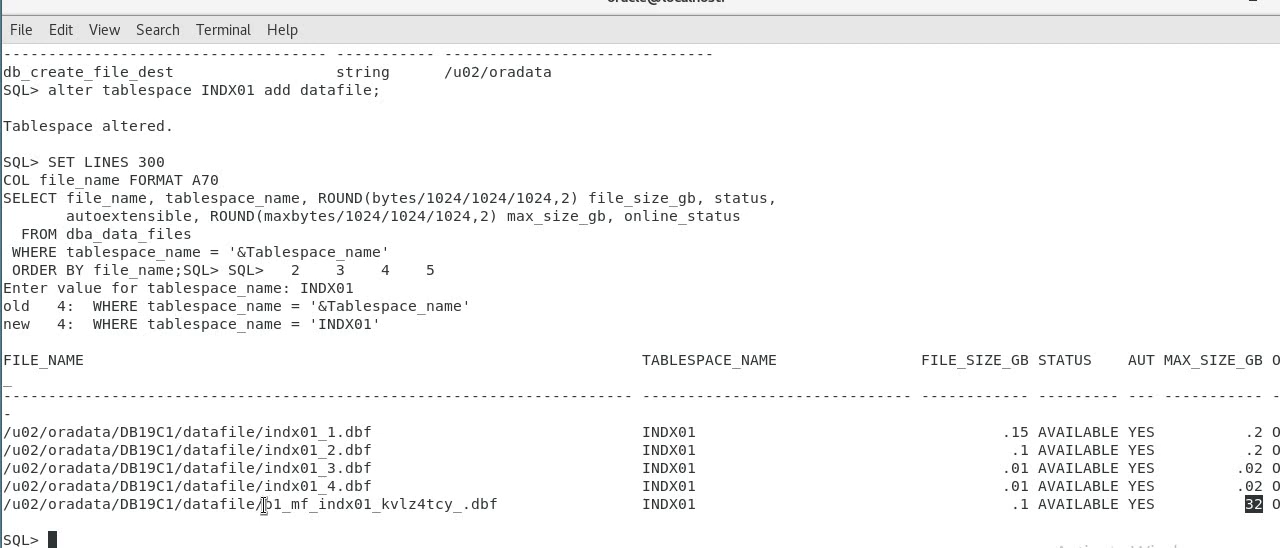 File Edit View Search Terminal Help
------------------------------------ ----------- ------------------------------
db_create_file_dest                  string      /u02/oradata
SQL> alter tablespace INDX01 add datafile;
Tablespace altered.
SQL> SET LINES 300
COL file_name FORMAT A70
SELECT file_name, tablespace_name, ROUND(bytes/1024/1024/1024,2) file_size_gb, status,
       autoextensible, ROUND(maxbytes/1024/1024/1024,2) max_size_gb, online_status
  FROM dba_data_files
 WHERE tablespace_name = '&Tablespace_name'
 ORDER BY file_name;SQL> SQL>   2    3    4    5
Enter value for tablespace_name: INDX01
old   4:  WHERE tablespace_name = '&Tablespace_name'
new   4:  WHERE tablespace_name = 'INDX01'
FILE_NAME                                                              TABLESPACE_NAME                FILE_SIZE_GB STATUS    AUT MAX_SIZE_GB O
_
---------------------------------------------------------------------- ------------------------------ ------------ --------- --- ----------- -
-
/u02/oradata/DB19C1/datafile/indx01_1.dbf                              INDX01                                  .15 AVAILABLE YES          .2 O
/u02/oradata/DB19C1/datafile/indx01_2.dbf                              INDX01                                   .1 AVAILABLE YES          .2 O
/u02/oradata/DB19C1/datafile/indx01_3.dbf                              INDX01                                  .01 AVAILABLE YES         .02 O
/u02/oradata/DB19C1/datafile/indx01_4.dbf                              INDX01                                  .01 AVAILABLE YES         .02 O
/u02/oradata/DB19C1/datafile/o1_mf_indx01_kvlz4tcy_.dbf                INDX01                                   .1 AVAILABLE YES          32 O
SQL>